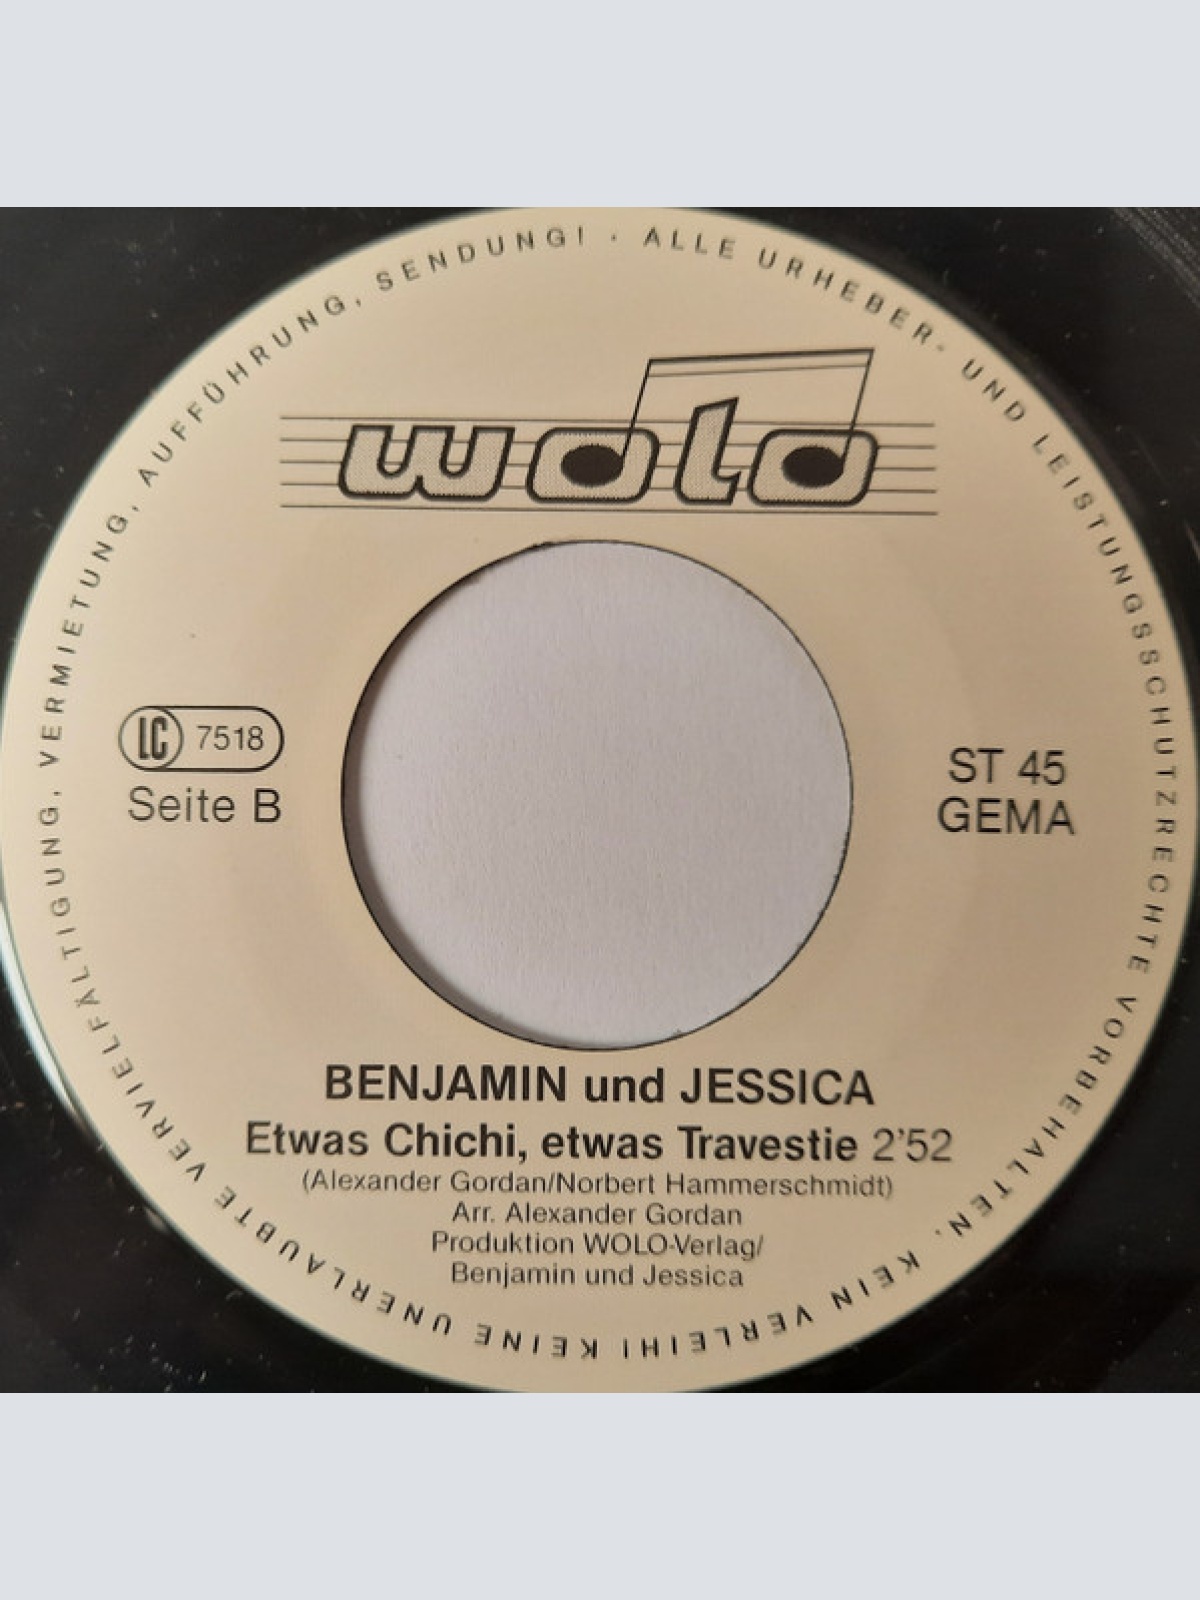 ALLE URHEBER- UND LEISTUNGSSCHUTZRECHTE VORBEHALTEN, KEIN VERLEIH! KEINE UNERLAUBTE VERVIELFÄLTIGUNG, VERMIETUNG, AUFFÜHRUNG, SENDUNG! ·
wolo
LC 7518
Seite B
ST 45
GEMA
BENJAMIN und JESSICA
Etwas Chichi, etwas Travestie 2'52
(Alexander Gordan/Norbert Hammerschmidt)
Arr. Alexander Gordan
Produktion WOLO-Verlag/
Benjamin und Jessica